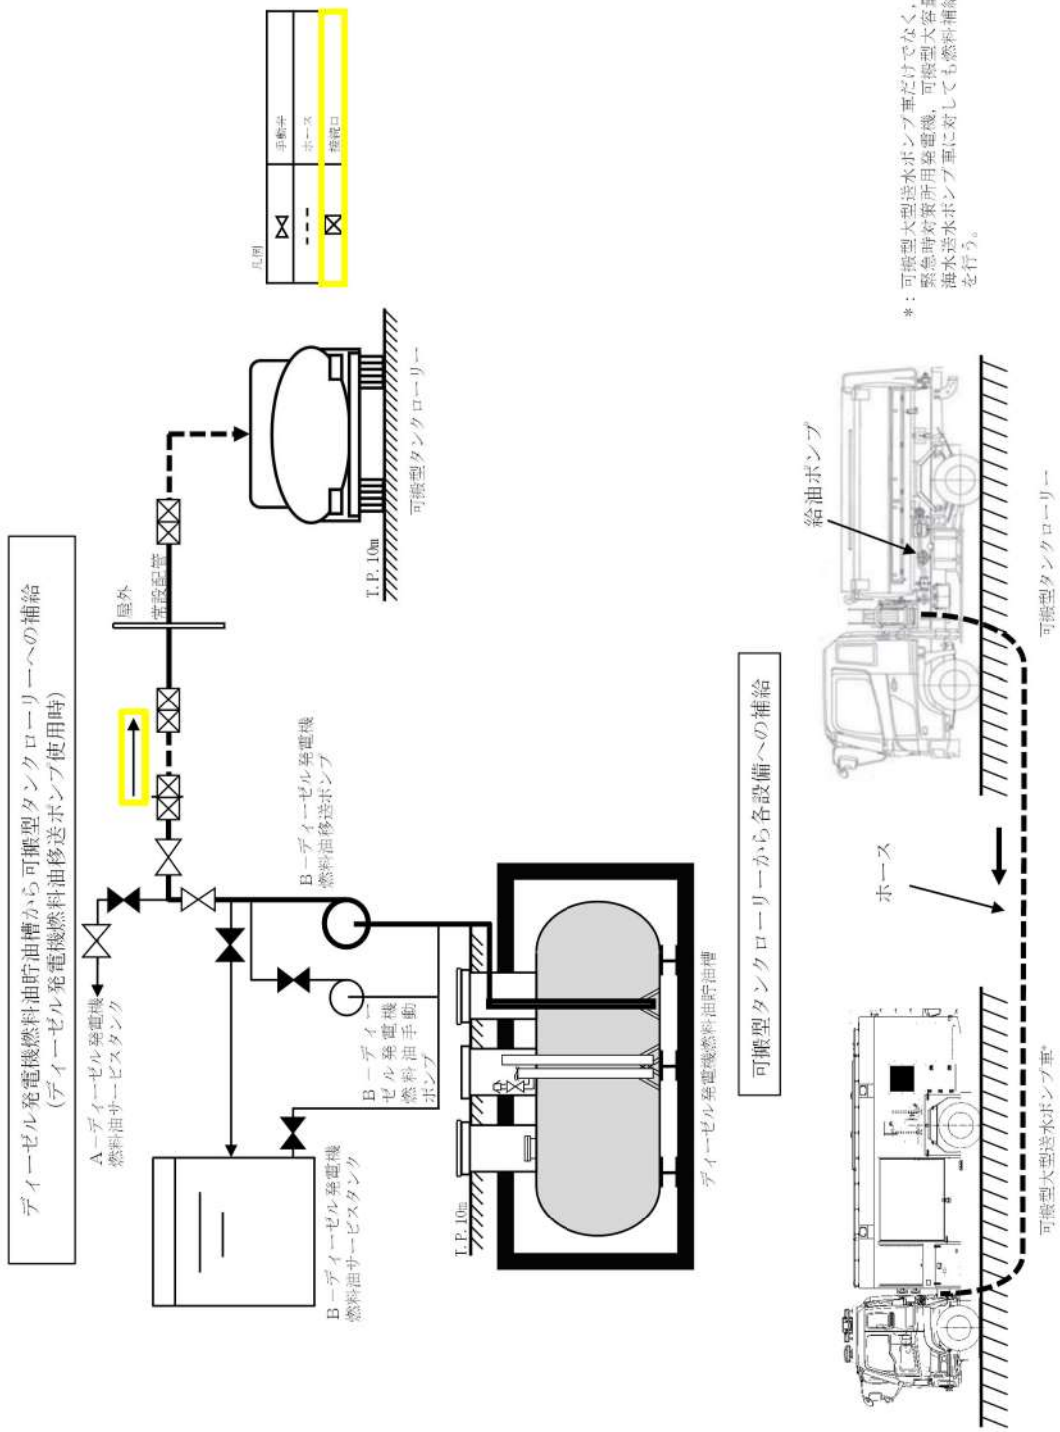 ディーゼル発電機燃料油貯油槽から可搬型タンクローリーへの補給
(ディーゼル発電機燃料油移送ポンプ使用時)
A－ディーゼル発電機
燃料油サービスタンク
屋外
常設配管
凡例
手動弁
ホース
接続口
B－ディーゼル発電機
燃料油サービスタンク
B－ディー
ゼル発電機
燃料油手動
ポンプ
B－ディーゼル発電機
燃料油移送ポンプ
T.P.10m
可搬型タンクローリー
T.P.10m
ディーゼル発電機燃料油貯油槽
可搬型タンクローリーから各設備への補給
ホース
給油ポンプ
可搬型大型送水ポンプ車*
可搬型タンクローリー
*：可搬型大型送水ポンプ車だけでなく，
緊急時対策所用発電機，可搬型大容量
海水送水ポンプ車に対しても燃料補給
を行う。